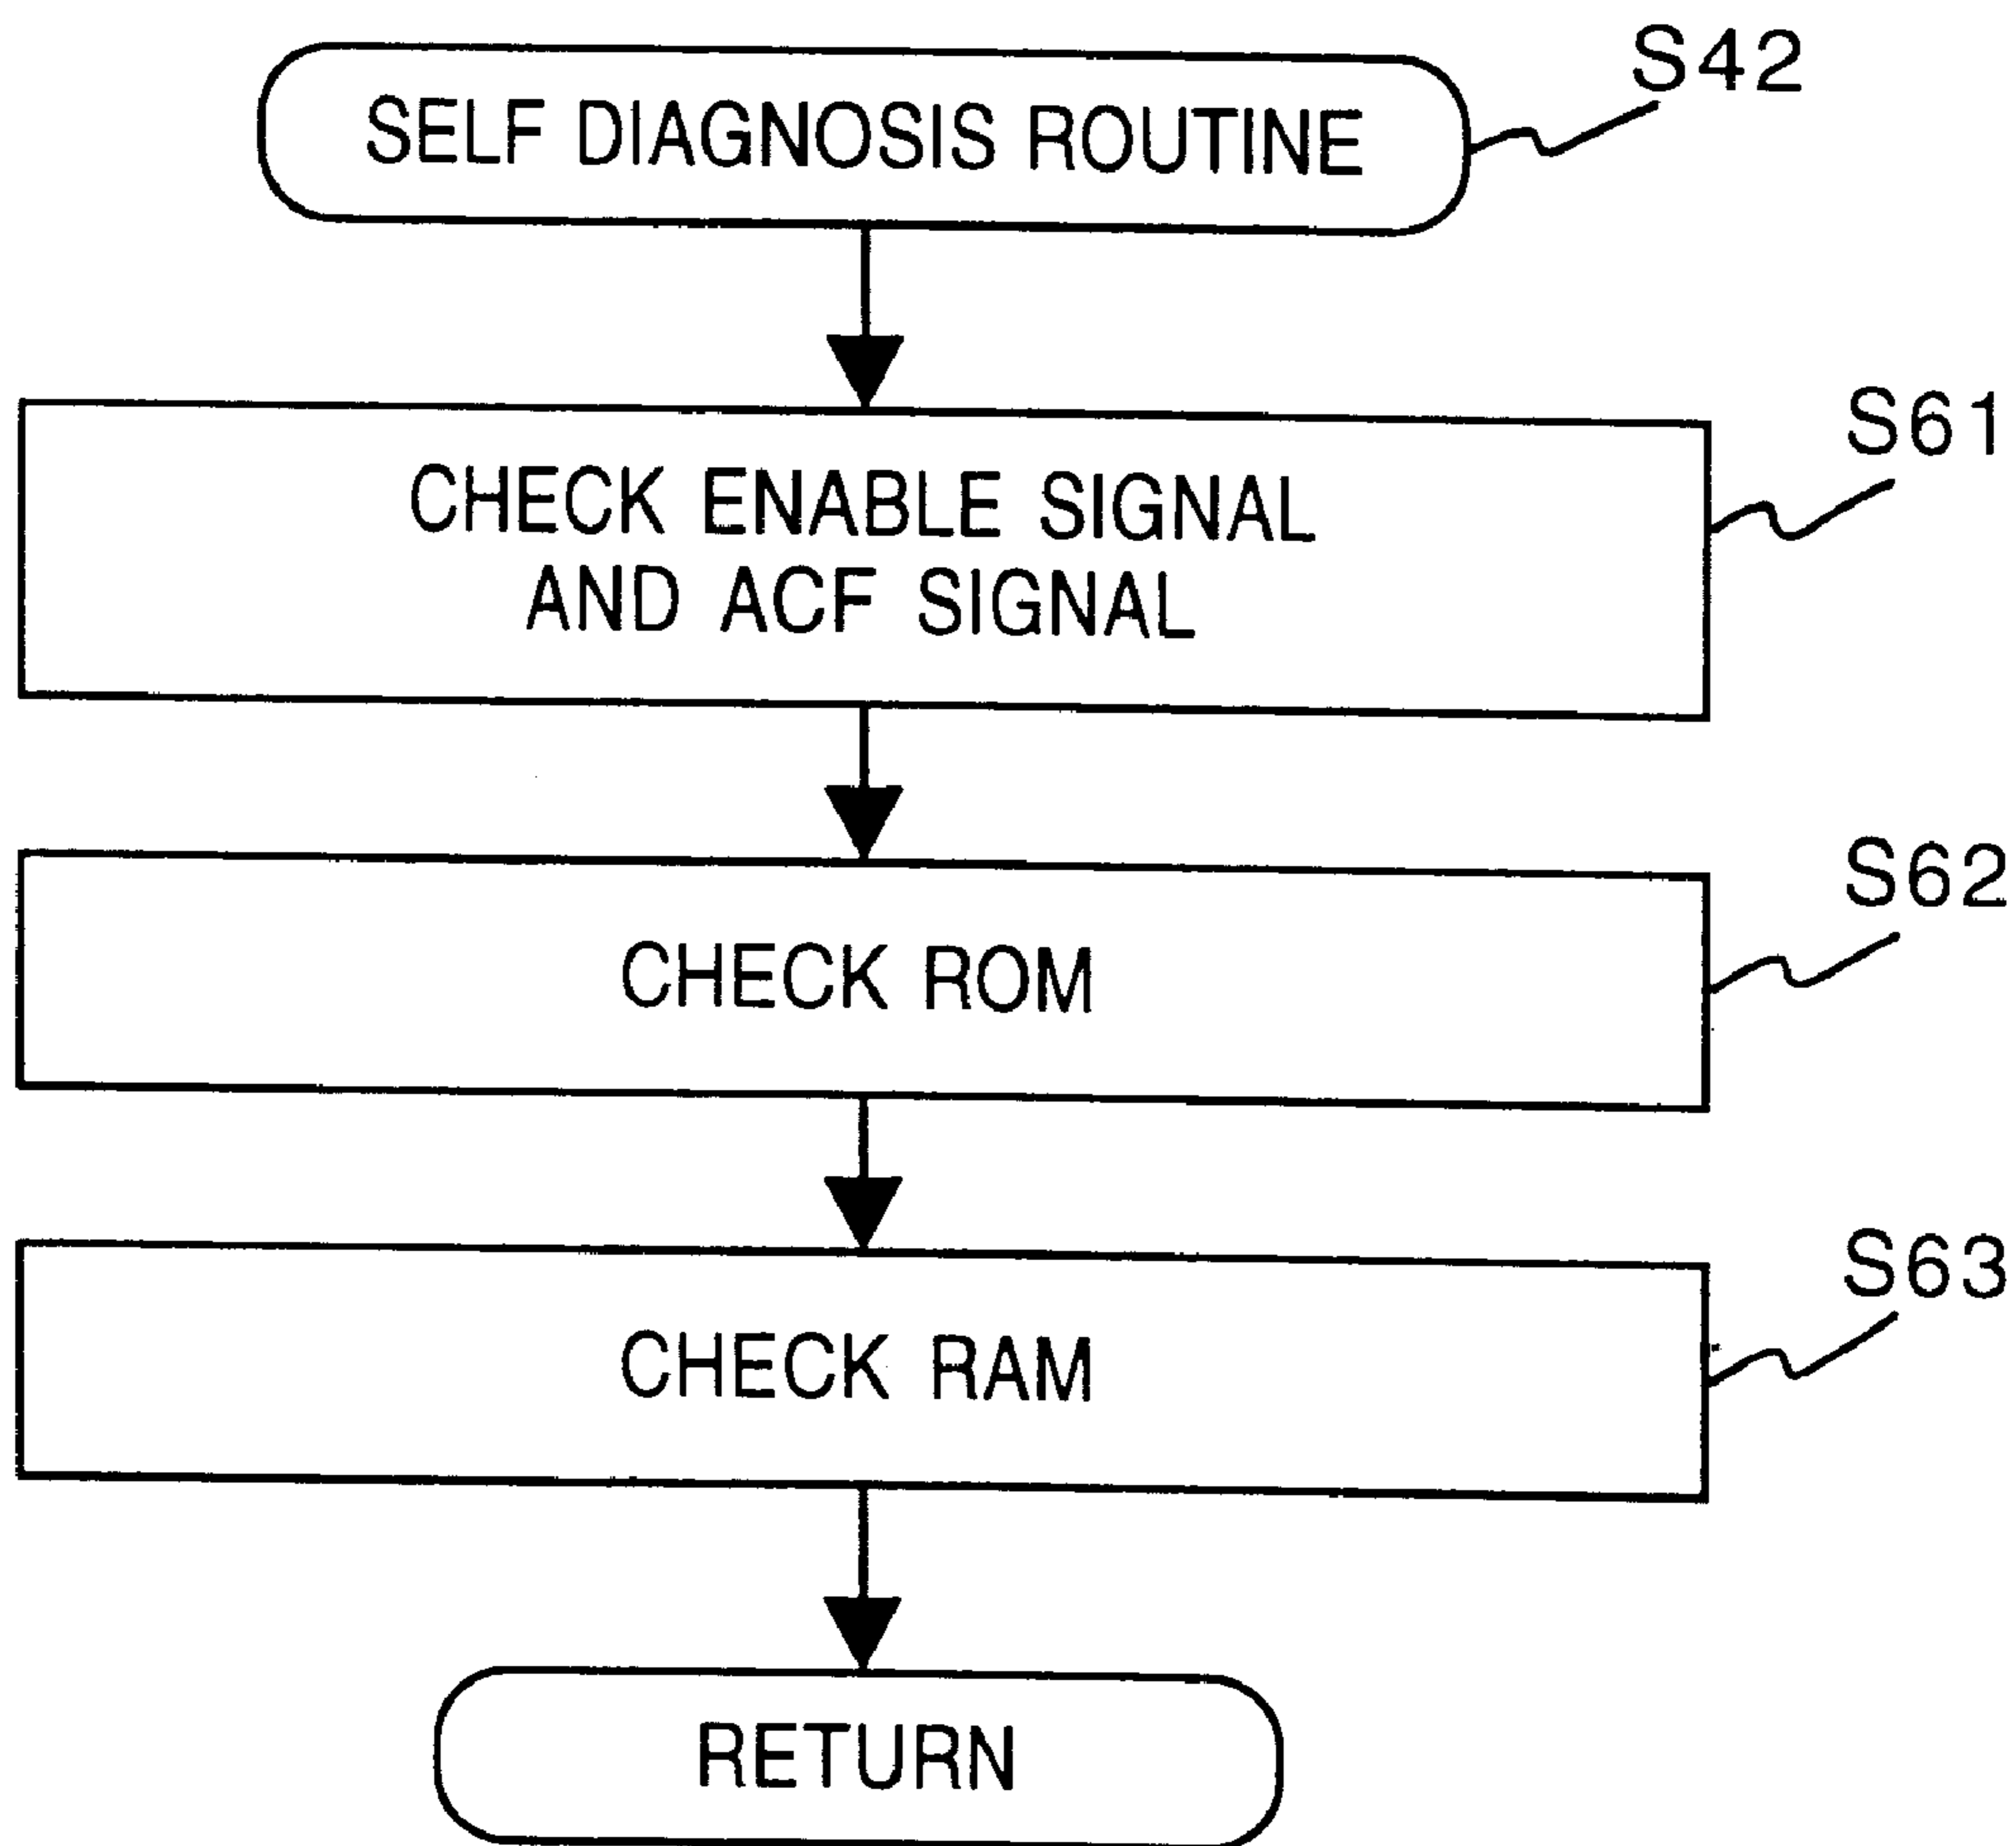 SELF DIAGNOSIS ROUTINE
S42
CHECK ENABLE SIGNAL
AND ACF SIGNAL
S61
CHECK ROM
S62
CHECK RAM
S63
RETURN